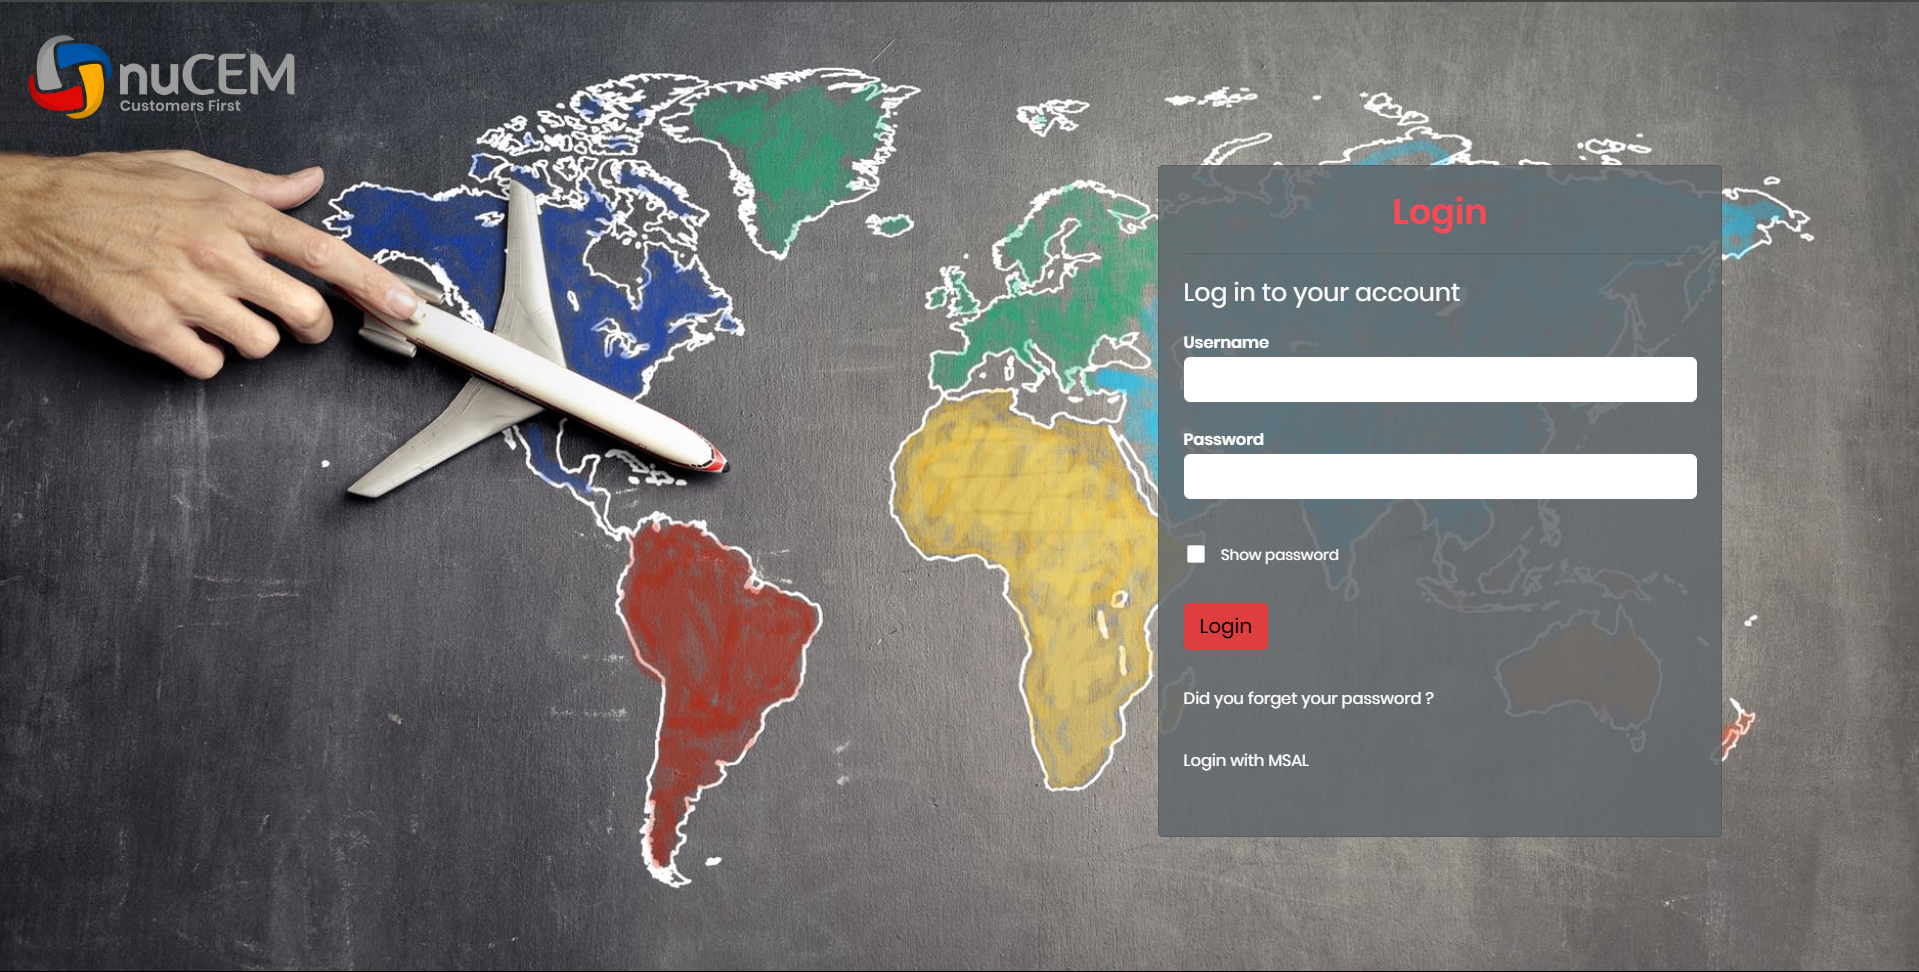 nuCEM
Customers First
Login
Log in to your account
Username
Password
Show password
Login
Did you forget your password ?
Login with MSAL